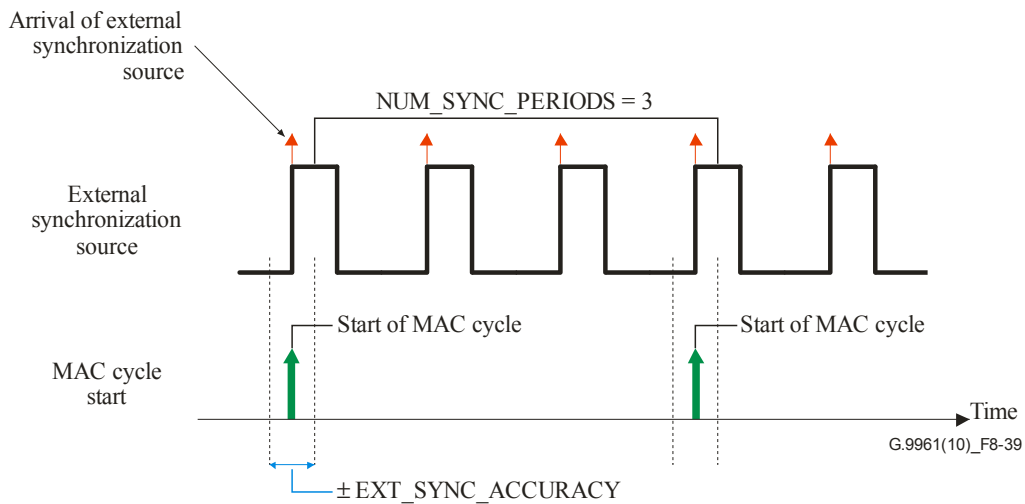 Arrival of external
synchronization
source
NUM_SYNC_PERIODS = 3
External
synchronization
source
Start of MAC cycle
Start of MAC cycle
MAC cycle
start
Time
G.9961(10)_F8-39
± EXT_SYNC_ACCURACY